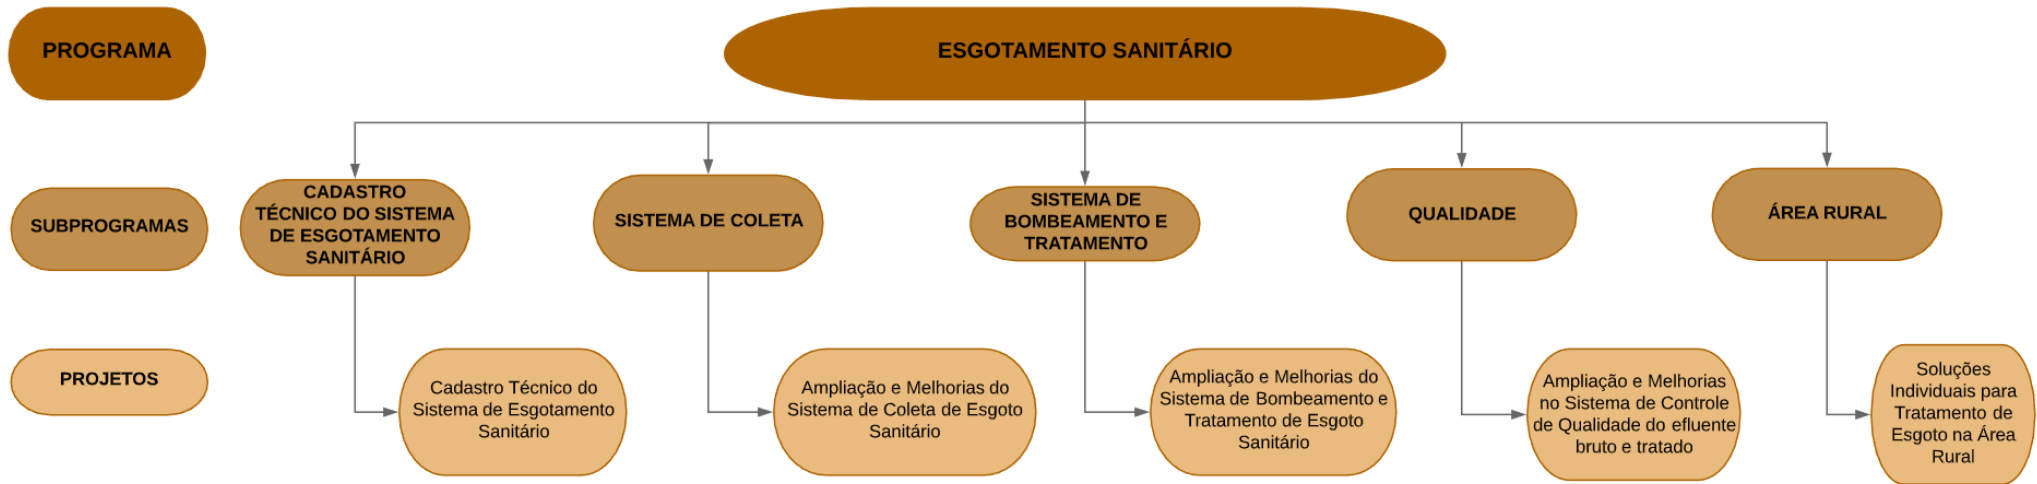 PROGRAMA
ESGOTAMENTO SANITÁRIO
SUBPROGRAMAS
CADASTRO
TÉCNICO DO SISTEMA
DE ESGOTAMENTO
SANITÁRIO
SISTEMA DE COLETA
SISTEMA DE
BOMBEAMENTO E
TRATAMENTO
QUALIDADE
ÁREA RURAL
PROJETOS
Cadastro Técnico do
Sistema de Esgotamento
Sanitário
Ampliação e Melhorias do
Sistema de Coleta de Esgoto
Sanitário
Ampliação e Melhorias do
Sistema de Bombeamento e
Tratamento de Esgoto
Sanitário
Ampliação e Melhorias
no Sistema de Controle
de Qualidade do efluente
bruto e tratado
Soluções
Individuais para
Tratamento de
Esgoto na Área
Rural